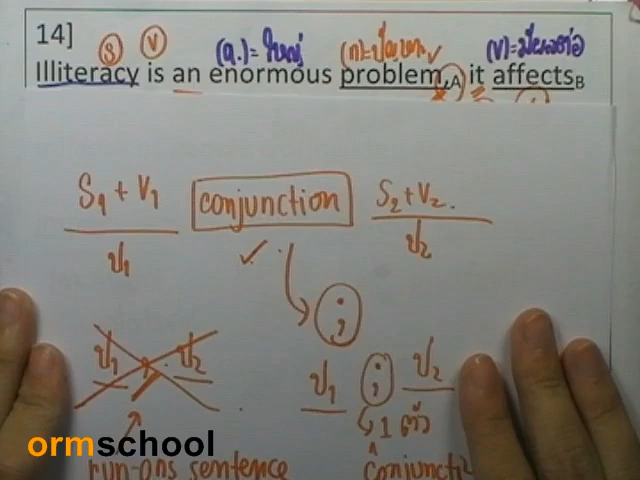 14]
(S) (V) (a.)=ใหญ่ (n)=ปัญหา ✓ (V)=มีผลต่อ
Illiteracy is an enormous problem,A it affectsB
S1 + V1 conjunction S2 + V2.
ป1 ✓ ป2
;
ป1 , ป2 ป1 ; ป2
1 ตัว
run-ons sentence conjuncti
ormschool